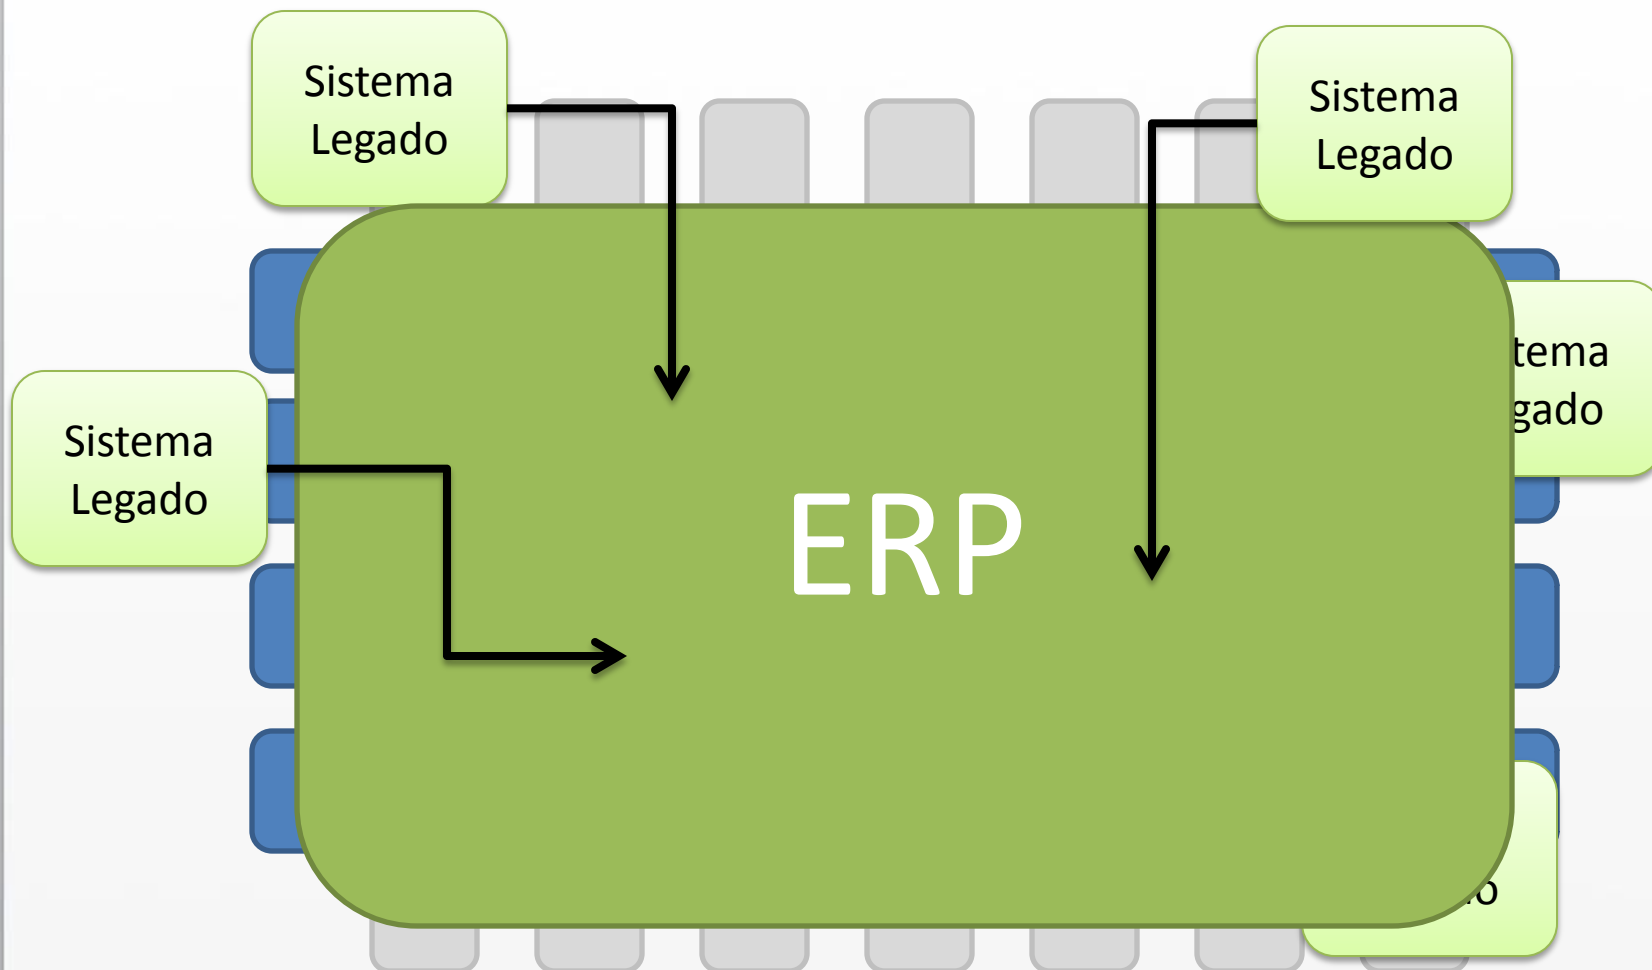 Sistema
Legado
Sistema
Legado
tema
gado
Sistema
Legado
ERP
o